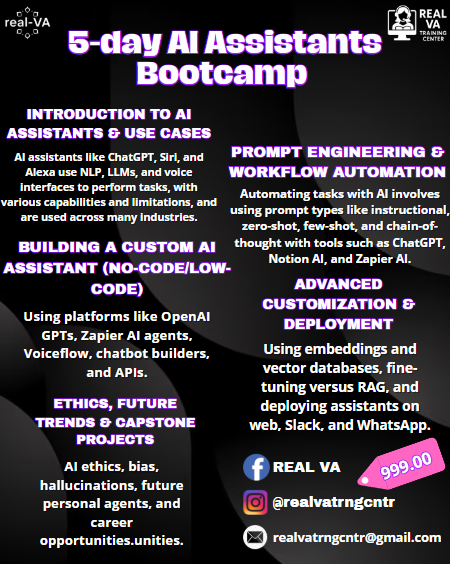 real-VA
REAL
VA
TRAINING
CENTER
5-day AI Assistants
Bootcamp
INTRODUCTION TO AI
ASSISTANTS & USE CASES
AI assistants like ChatGPT, Siri, and
Alexa use NLP, LLMs, and voice
interfaces to perform tasks, with
various capabilities and limitations, and
are used across many industries.
PROMPT ENGINEERING &
WORKFLOW AUTOMATION
Automating tasks with AI involves
using prompt types like instructional,
zero-shot, few-shot, and chain-of-
thought with tools such as ChatGPT,
Notion AI, and Zapier AI.
BUILDING A CUSTOM AI
ASSISTANT (NO-CODE/LOW-
CODE)
Using platforms like OpenAI
GPTs, Zapier AI agents,
Voiceflow, chatbot builders,
and APIs.
ADVANCED
CUSTOMIZATION &
DEPLOYMENT
Using embeddings and
vector databases, fine-
tuning versus RAG, and
deploying assistants on
web, Slack, and WhatsApp.
ETHICS, FUTURE
TRENDS & CAPSTONE
PROJECTS
AI ethics, bias,
hallucinations, future
personal agents, and
career
opportunities.unities.
REAL VA
999.00
@realvatrngcntr
realvatrngcntr@gmail.com